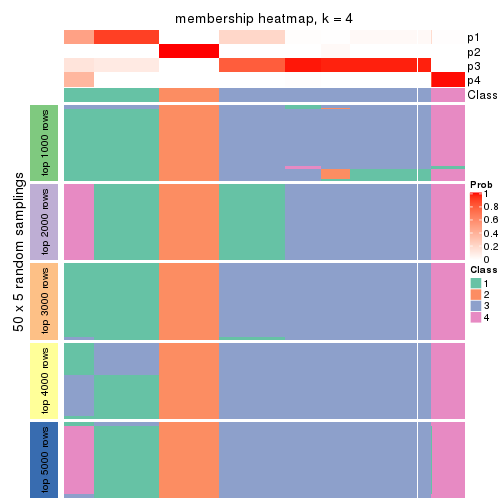 membership heatmap, k = 4
p1
p2
p3
p4
Class
50 x 5 random samplings
top 1000 rows
top 2000 rows
top 3000 rows
top 4000 rows
top 5000 rows
Prob
1
0.8
0.6
0.4
0.2
0
Class
1
2
3
4